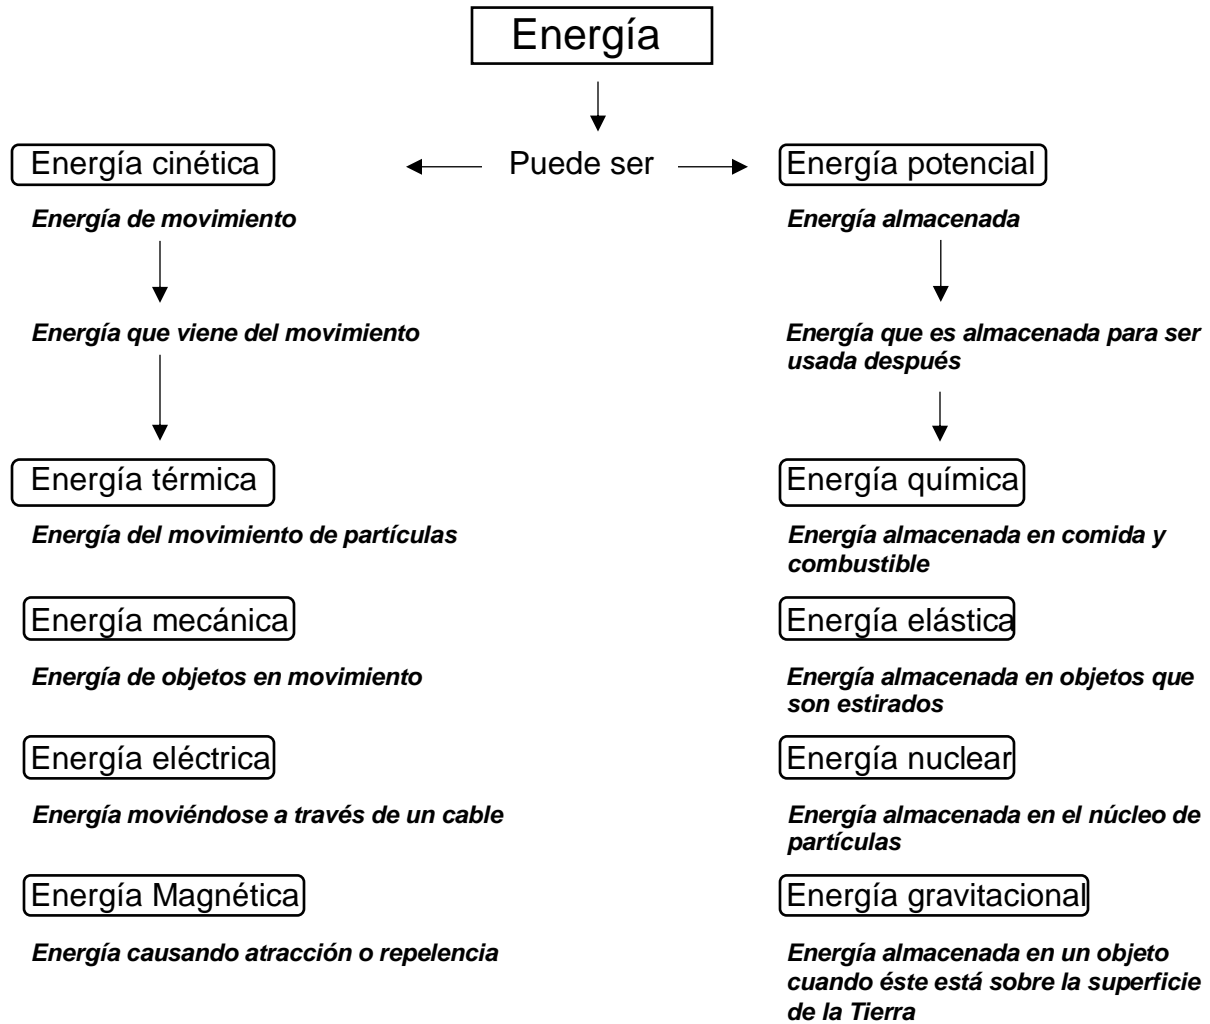 Energía
Puede ser
Energía cinética
Energía de movimiento
Energía que viene del movimiento
Energía térmica
Energía del movimiento de partículas
Energía mecánica
Energía de objetos en movimiento
Energía eléctrica
Energía moviéndose a través de un cable
Energía Magnética
Energía causando atracción o repelencia
Energía potencial
Energía almacenada
Energía que es almacenada para ser
usada después
Energía química
Energía almacenada en comida y
combustible
Energía elástica
Energía almacenada en objetos que
son estirados
Energía nuclear
Energía almacenada en el núcleo de
partículas
Energía gravitacional
Energía almacenada en un objeto
cuando éste está sobre la superficie
de la Tierra